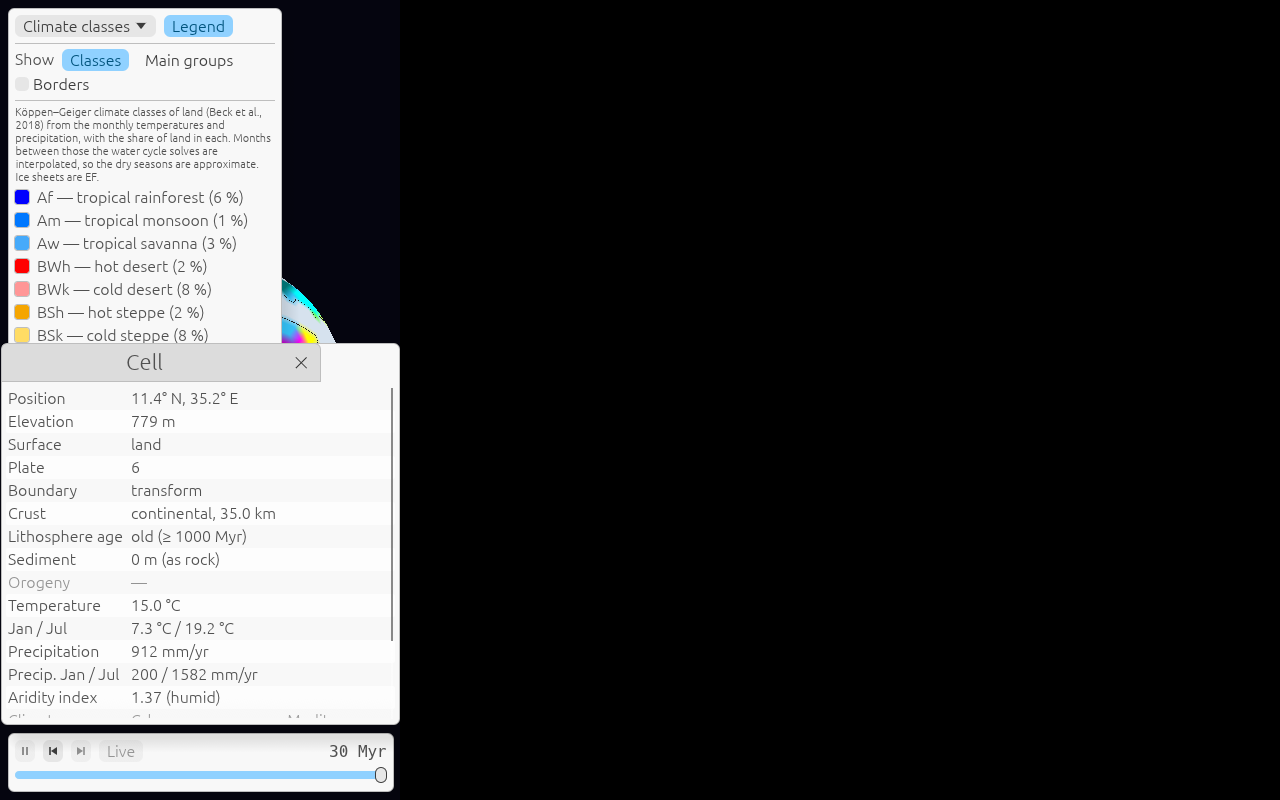 Climate classes
Legend
Show Classes Main groups
Borders
Köppen–Geiger climate classes of land (Beck et al.,
2018) from the monthly temperatures and
precipitation, with the share of land in each. Months
between those the water cycle solves are
interpolated, so the dry seasons are approximate.
Ice sheets are EF.
Af — tropical rainforest (6 %)
Am — tropical monsoon (1 %)
Aw — tropical savanna (3 %)
BWh — hot desert (2 %)
BWk — cold desert (8 %)
BSh — hot steppe (2 %)
BSk — cold steppe (8 %)
Cell
Position 11.4° N, 35.2° E
Elevation 779 m
Surface land
Plate 6
Boundary transform
Crust continental, 35.0 km
Lithosphere age old (≥ 1000 Myr)
Sediment 0 m (as rock)
Orogeny —
Temperature 15.0 °C
Jan / Jul 7.3 °C / 19.2 °C
Precipitation 912 mm/yr
Precip. Jan / Jul 200 / 1582 mm/yr
Aridity index 1.37 (humid)
Live 30 Myr